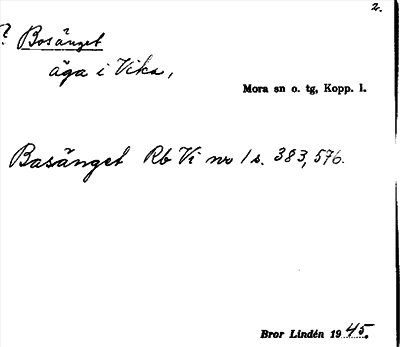 2.
? Bosänget
äga i Vika,
Mora sn o. tg, Kopp. l.
Basänget Rb Vi nr 1 s. 383, 576.
Bror Lindén 1945.